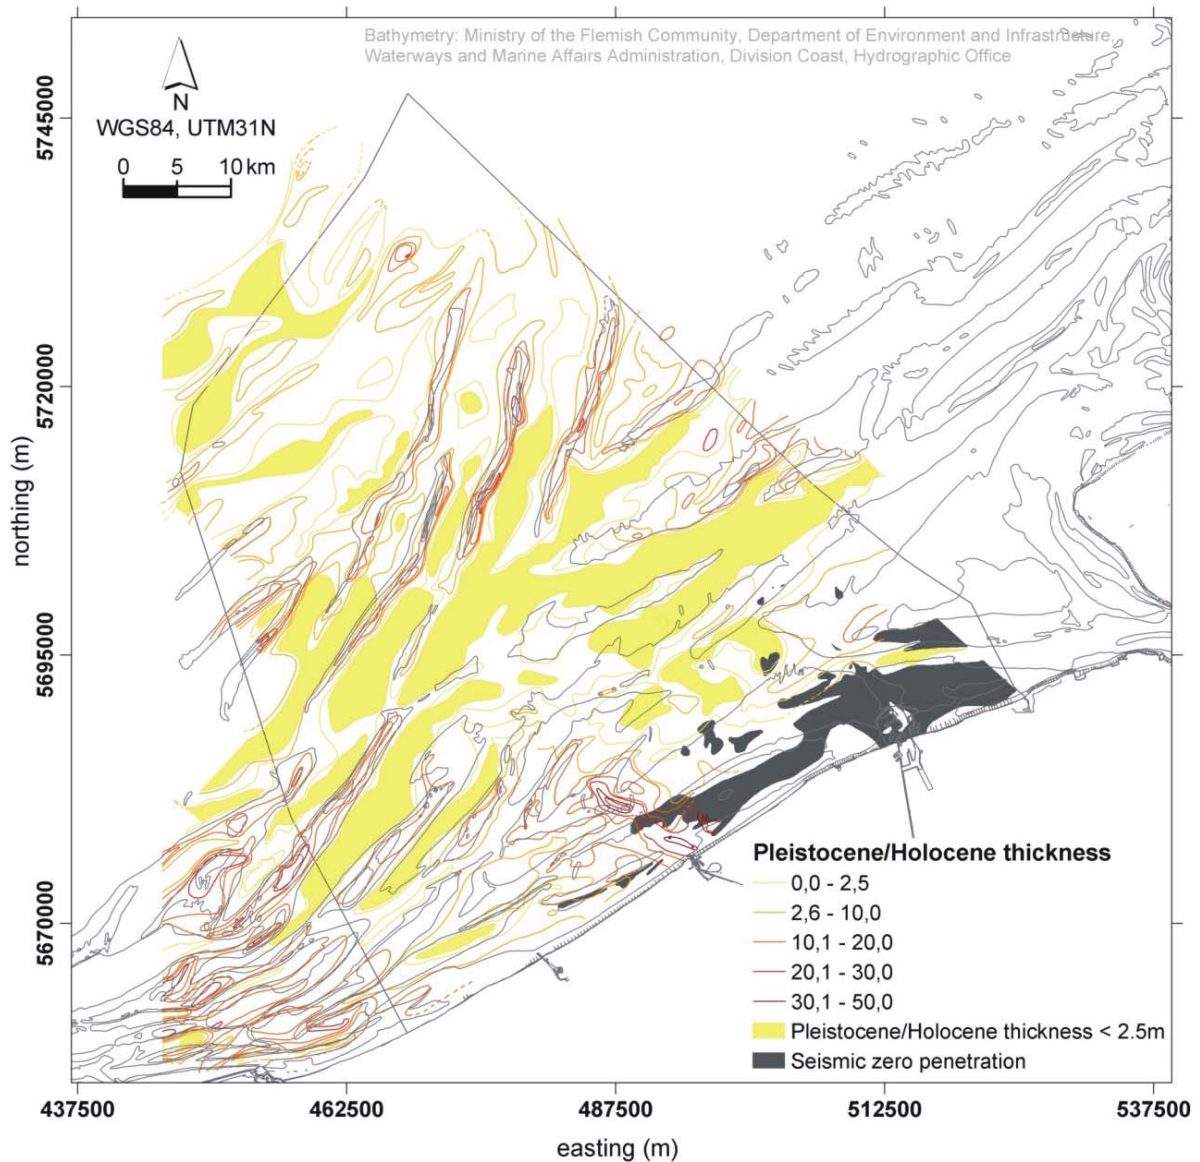 Bathymetry: Ministry of the Flemish Community, Department of Environment and Infrastructure,
Waterways and Marine Affairs Administration, Division Coast, Hydrographic Office
N
WGS84, UTM31N
0 5 10 km
5745000
5720000
northing (m)
5695000
5670000
Pleistocene/Holocene thickness
0,0 - 2,5
2,6 - 10,0
10,1 - 20,0
20,1 - 30,0
30,1 - 50,0
Pleistocene/Holocene thickness < 2.5m
Seismic zero penetration
437500 462500 487500 512500 537500
easting (m)